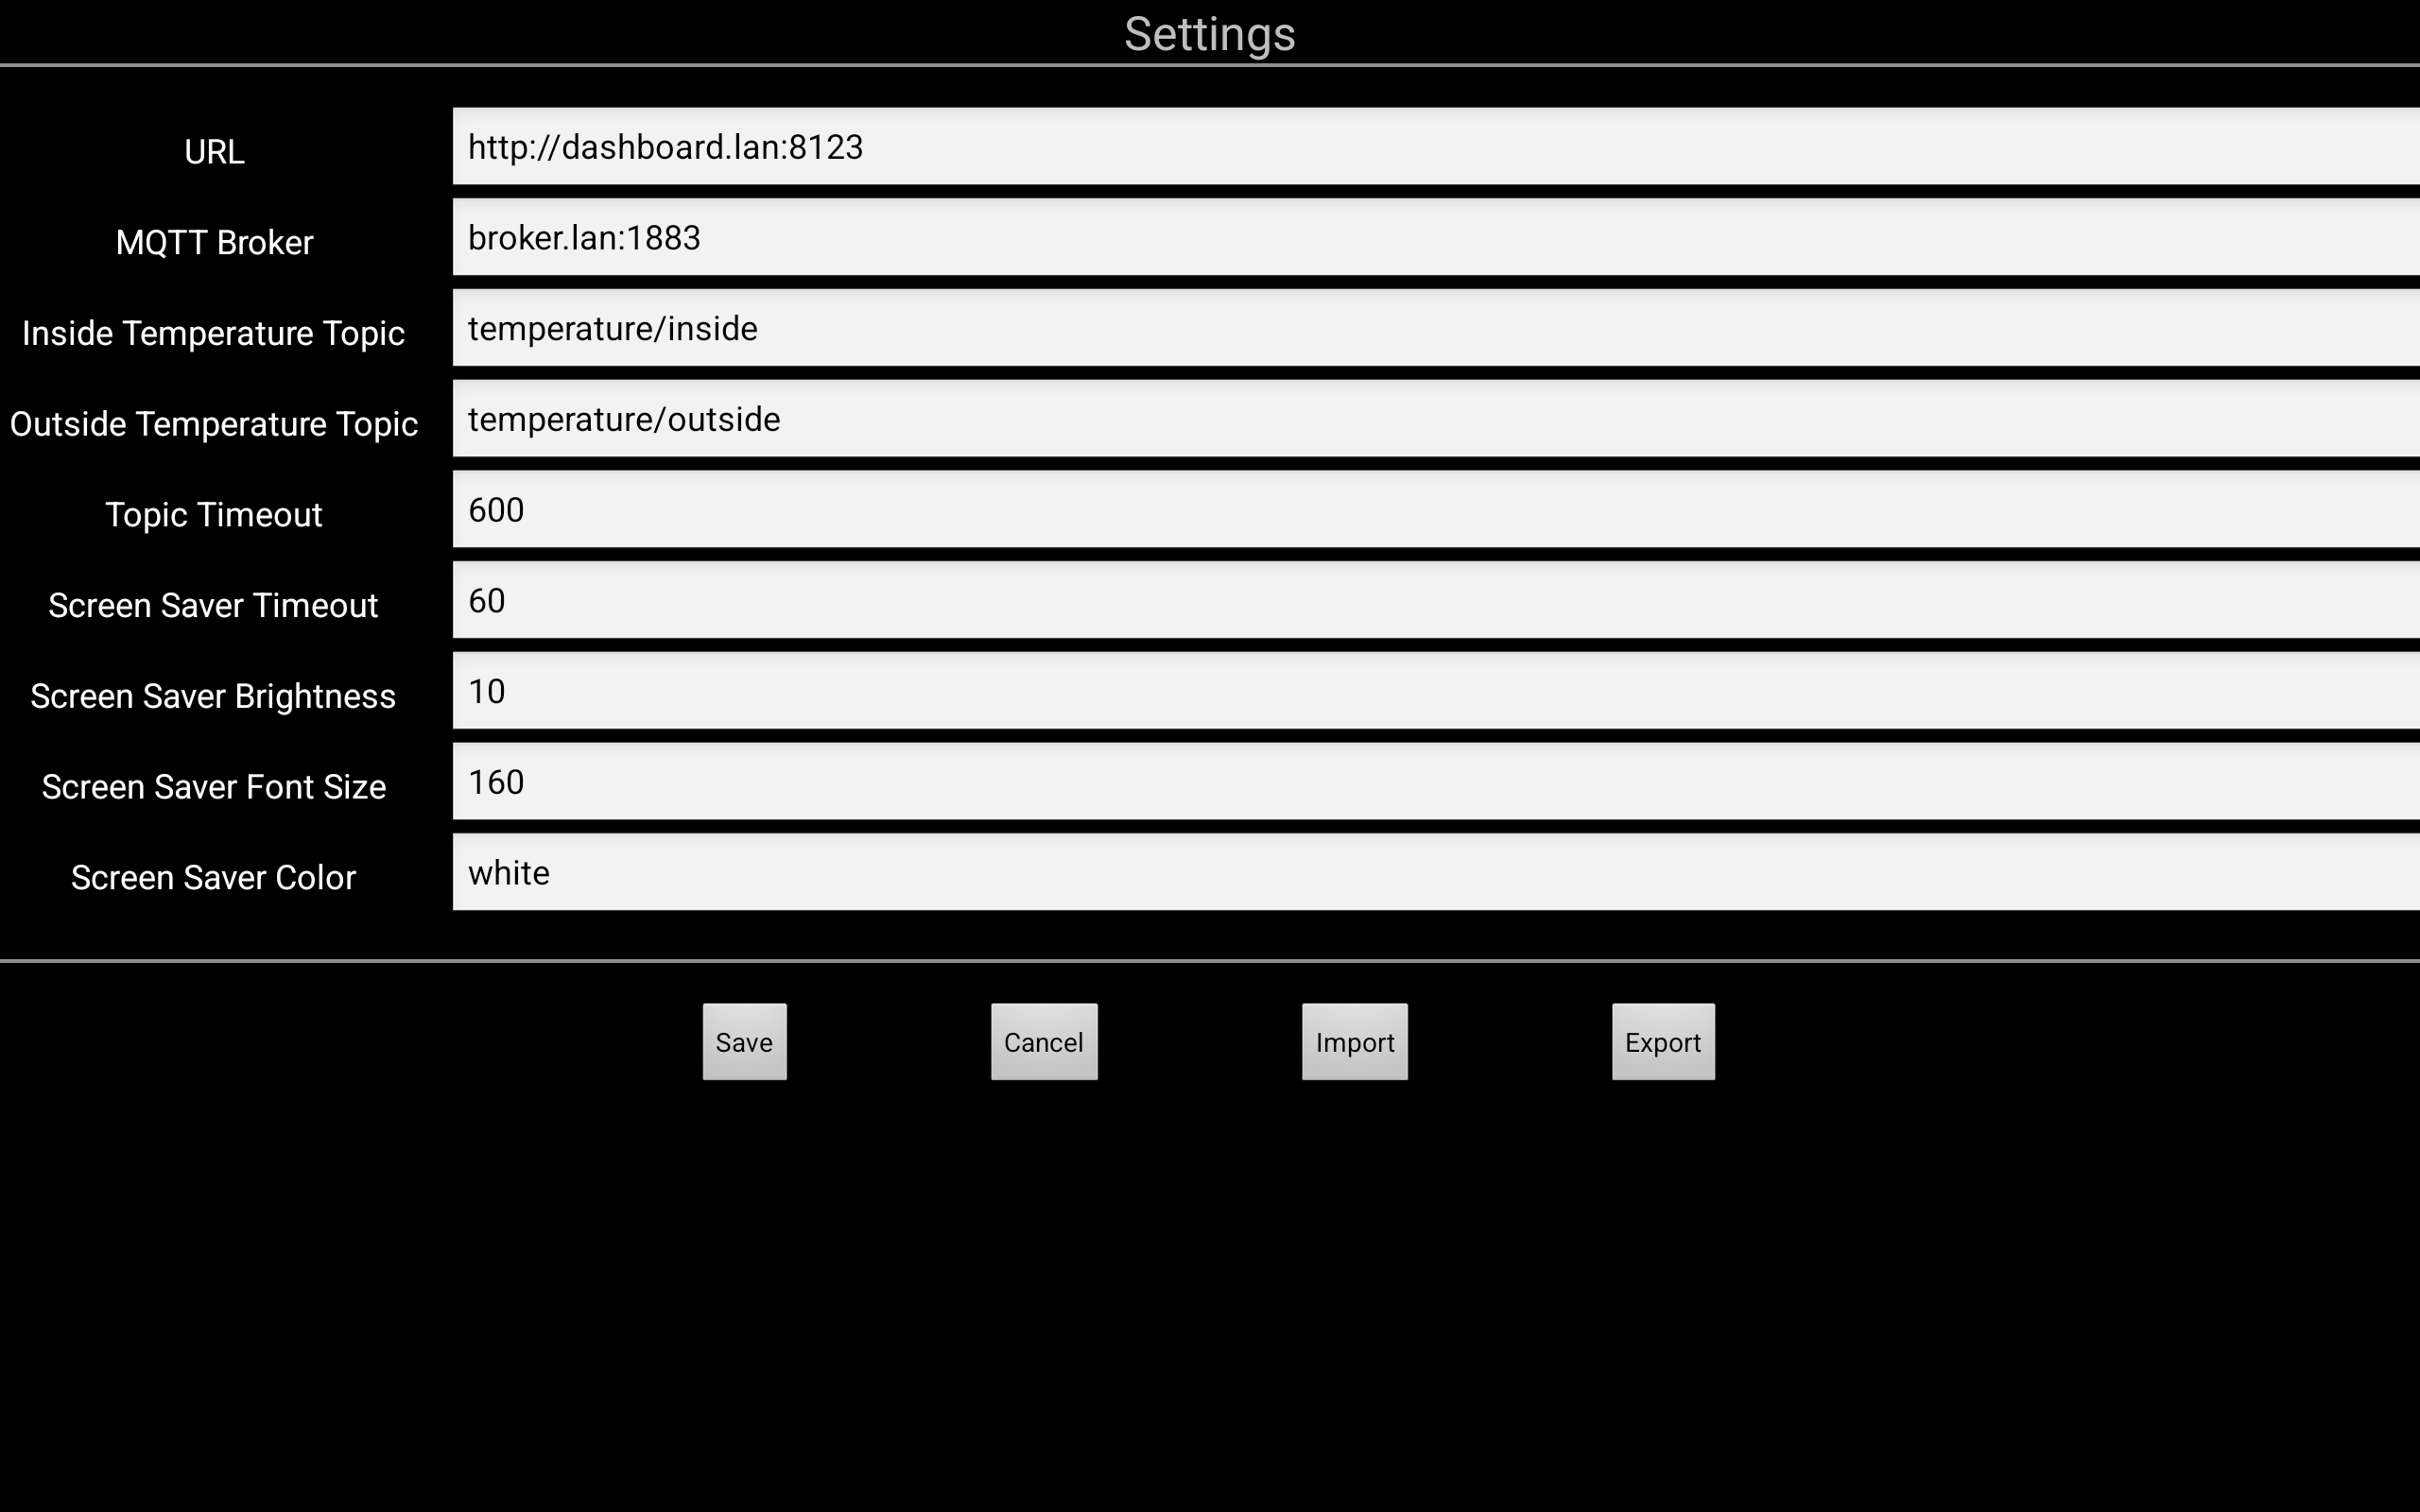 Settings
URL http://dashboard.lan:8123
MQTT Broker broker.lan:1883
Inside Temperature Topic temperature/inside
Outside Temperature Topic temperature/outside
Topic Timeout 600
Screen Saver Timeout 60
Screen Saver Brightness 10
Screen Saver Font Size 160
Screen Saver Color white
Save Cancel Import Export